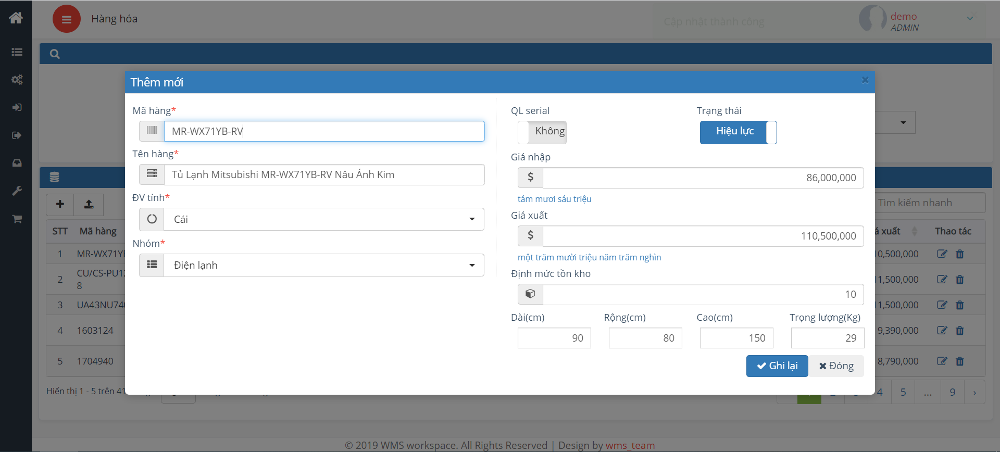 Hàng hóa
Cập nhật thành công
demo
ADMIN
Thêm mới
Mã hàng*
MR-WX71YB-RV
Tên hàng*
Tủ Lạnh Mitsubishi MR-WX71YB-RV Nâu Ánh Kim
ĐV tính*
Cái
Nhóm*
Điện lạnh
QL serial
Không
Trạng thái
Hiệu lực
Giá nhập
$ 86,000,000
tám mươi sáu triệu
Giá xuất
$ 110,500,000
một trăm mười triệu năm trăm nghìn
Định mức tồn kho
10
Dài(cm) Rộng(cm) Cao(cm) Trọng lượng(Kg)
90 80 150 29
Ghi lại Đóng
Tìm kiếm nhanh
STT Mã hàng xuất Thao tác
1 MR-WX71YB 0,500,000
2 CU/CS-PU12 1,500,000
8
3 UA43NU740 1,500,000
4 1603124 9,390,000
5 1704940 8,790,000
Hiển thị 1 - 5 trên 41
4 5 ... 9 ›
© 2019 WMS workspace. All Rights Reserved | Design by wms_team